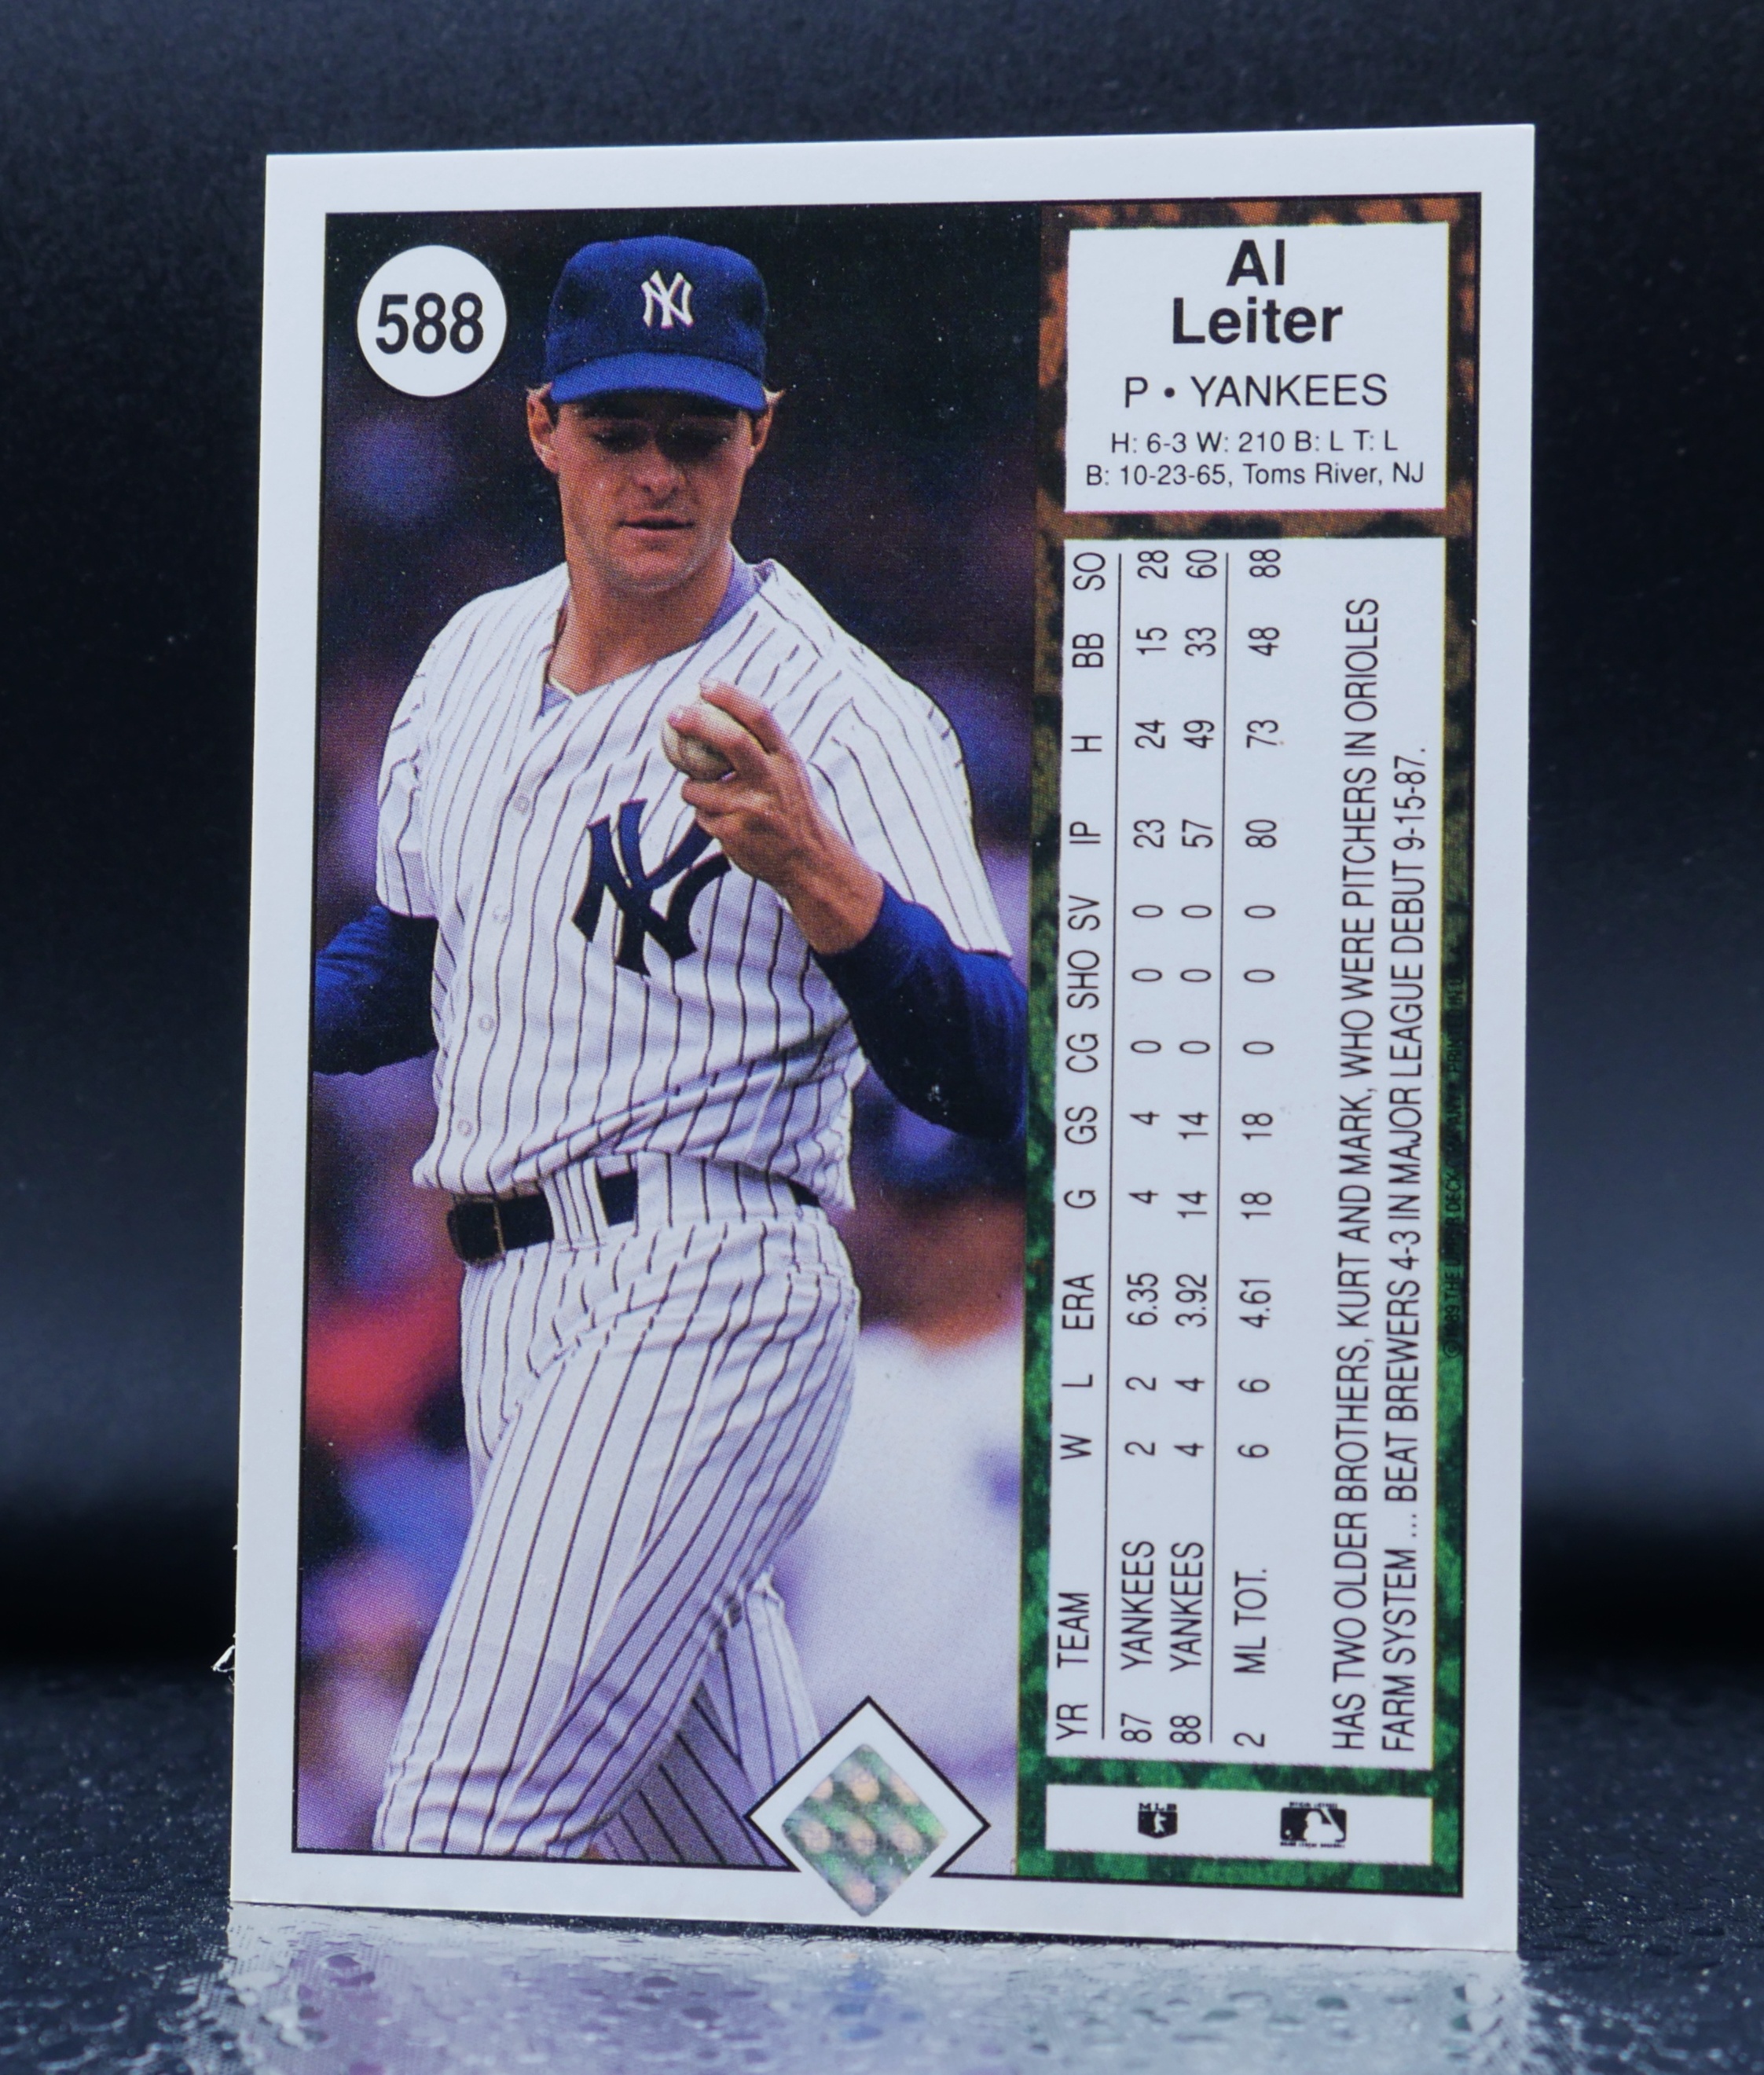 588
NY
NY
Al
Leiter
P • YANKEES
H: 6-3 W: 210 B: L T: L
B: 10-23-65, Toms River, NJ
YR TEAM W L ERA G GS CG SHO SV IP H BB SO
87 YANKEES 2 2 6.35 4 4 0 0 0 23 24 15 28
88 YANKEES 4 4 3.92 14 14 0 0 0 57 49 33 60
2 ML TOT. 6 6 4.61 18 18 0 0 0 80 73 48 88
HAS TWO OLDER BROTHERS, KURT AND MARK, WHO WERE PITCHERS IN ORIOLES
FARM SYSTEM ... BEAT BREWERS 4-3 IN MAJOR LEAGUE DEBUT 9-15-87.
MLB